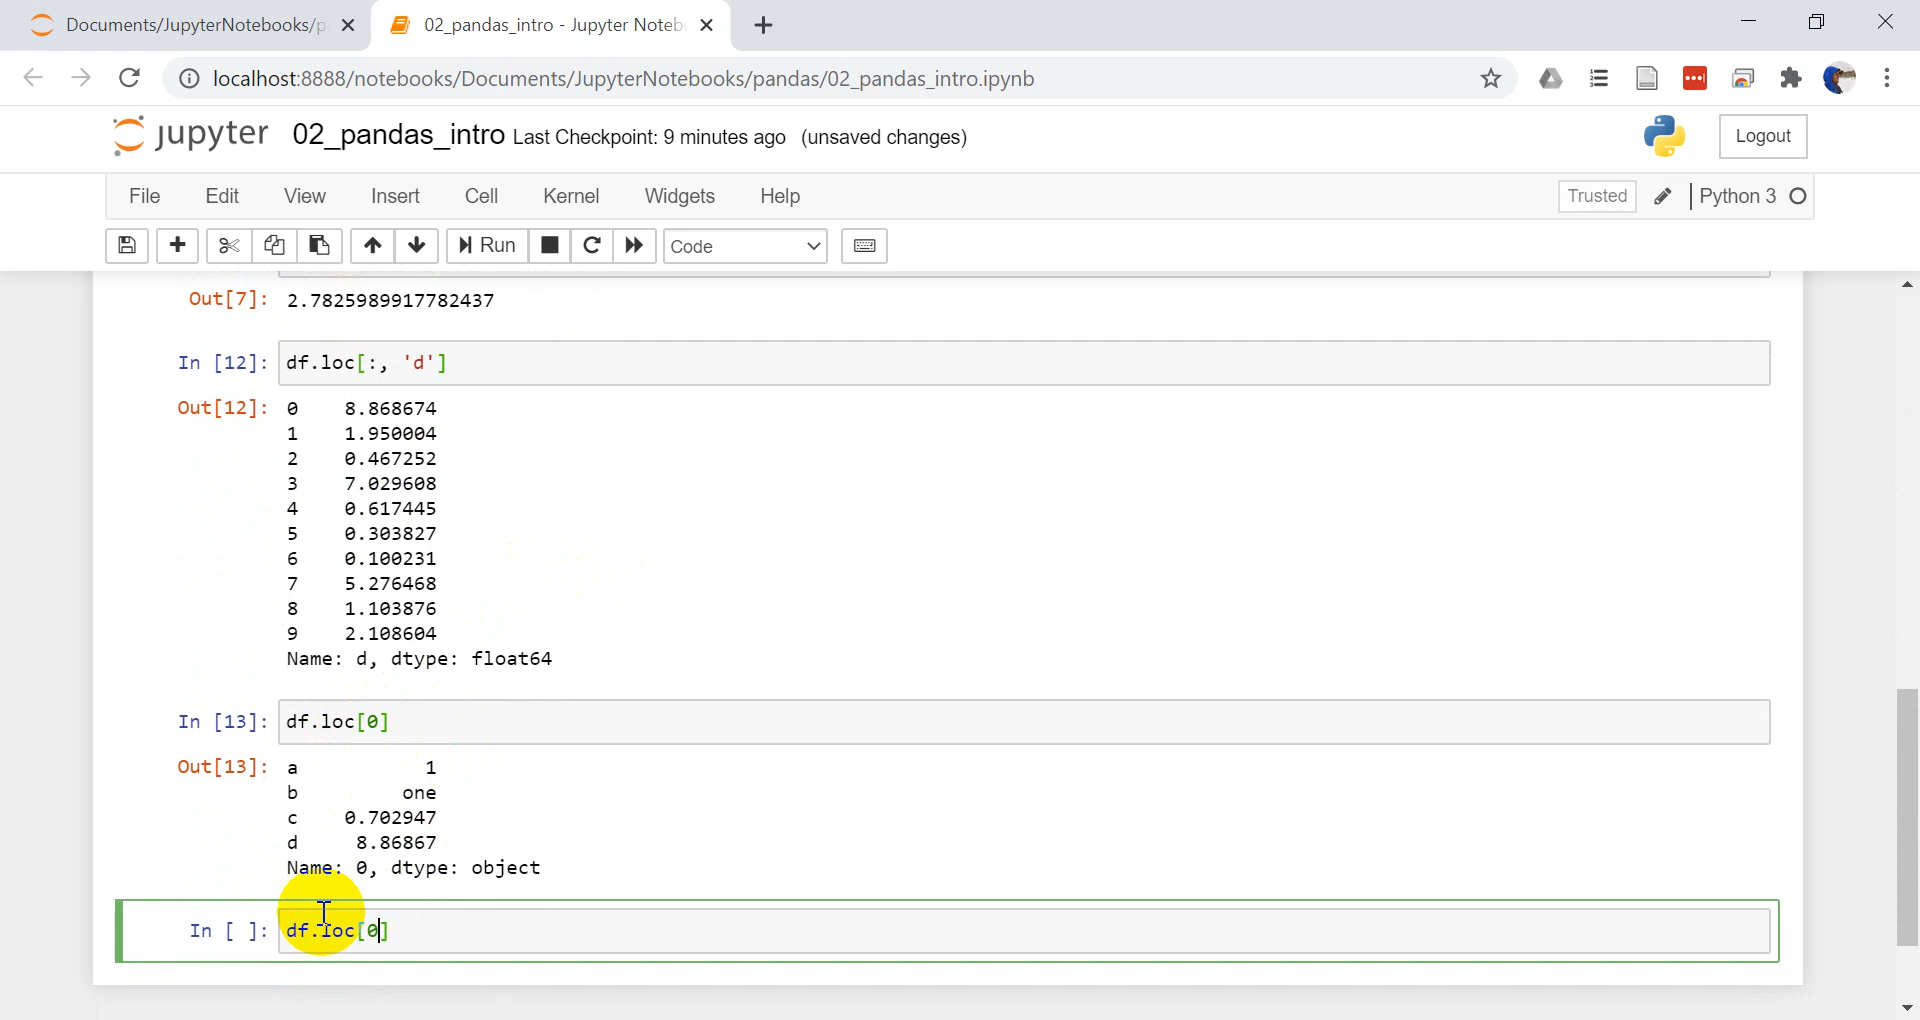 Documents/JupyterNotebooks/p
02_pandas_intro - Jupyter Noteb
localhost:8888/notebooks/Documents/JupyterNotebooks/pandas/02_pandas_intro.ipynb
jupyter 02_pandas_intro Last Checkpoint: 9 minutes ago (unsaved changes) Logout
File Edit View Insert Cell Kernel Widgets Help Trusted Python 3
Run Code
Out[7]: 2.7825989917782437
In [12]: df.loc[:, 'd']
Out[12]: 0 8.868674
1 1.950004
2 0.467252
3 7.029608
4 0.617445
5 0.303827
6 0.100231
7 5.276468
8 1.103876
9 2.108604
Name: d, dtype: float64
In [13]: df.loc[0]
Out[13]: a 1
b one
c 0.702947
d 8.86867
Name: 0, dtype: object
In [ ]: df.loc[0]